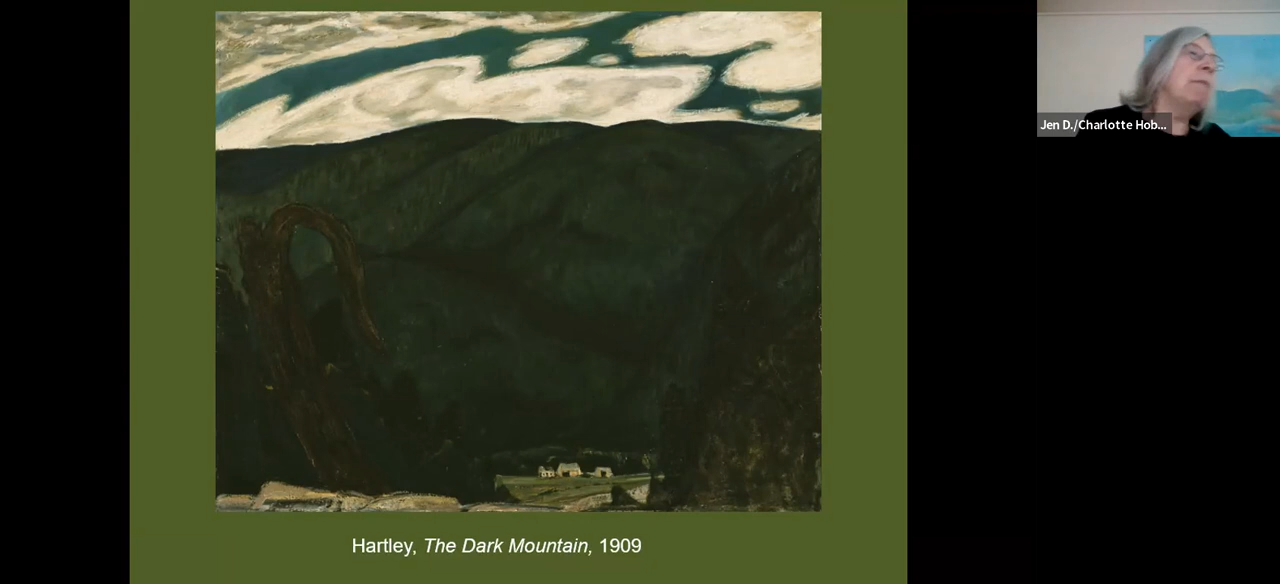 Jen D./Charlotte Hob...
Hartley, The Dark Mountain, 1909